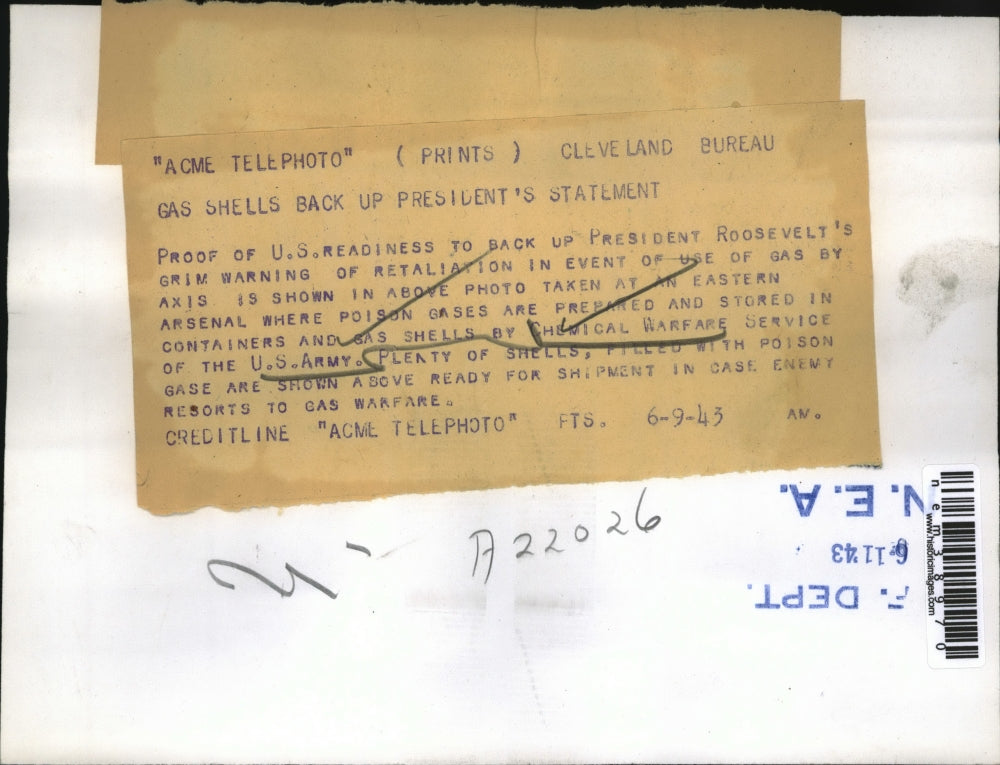 "ACME TELEPHOTO" ( PRINTS ) CLEVELAND BUREAU
GAS SHELLS BACK UP PRESIDENT'S STATEMENT
PROOF OF U.S.READINESS TO BACK UP PRESIDENT ROOSEVELT'S
GRIM WARNING OF RETALIATION IN EVENT OF USE OF GAS BY
AXIS IS SHOWN IN ABOVE PHOTO TAKEN AT AN EASTERN
ARSENAL WHERE POISON GASES ARE PREPARED AND STORED IN
CONTAINERS AND GAS SHELLS BY CHEMICAL WARFARE SERVICE
OF THE U.S.ARMY. PLENTY OF SHELLS, FILLED WITH POISON
GASE ARE SHOWN ABOVE READY FOR SHIPMENT IN CASE ENEMY
RESORTS TO GAS WARFARE.
CREDITLINE "ACME TELEPHOTO" FTS. 6-9-43 AM.
A22026
N.E.A.
6-1143
F. DEPT.
nem38970
www.historicimages.com